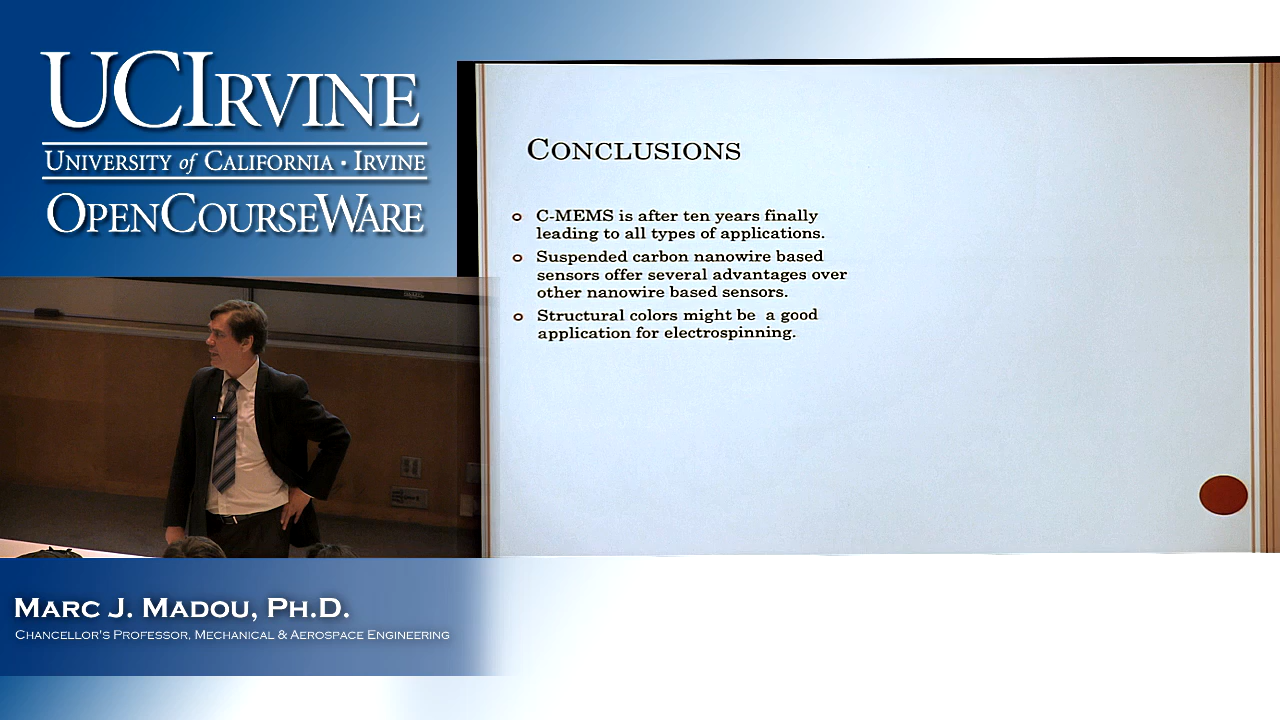 UCIRVINE
UNIVERSITY of CALIFORNIA · IRVINE
OPENCOURSEWARE
CONCLUSIONS
C-MEMS is after ten years finally
leading to all types of applications.
Suspended carbon nanowire based
sensors offer several advantages over
other nanowire based sensors.
Structural colors might be a good
application for electrospinning.
MARC J. MADOU, PH.D.
CHANCELLOR'S PROFESSOR, MECHANICAL & AEROSPACE ENGINEERING